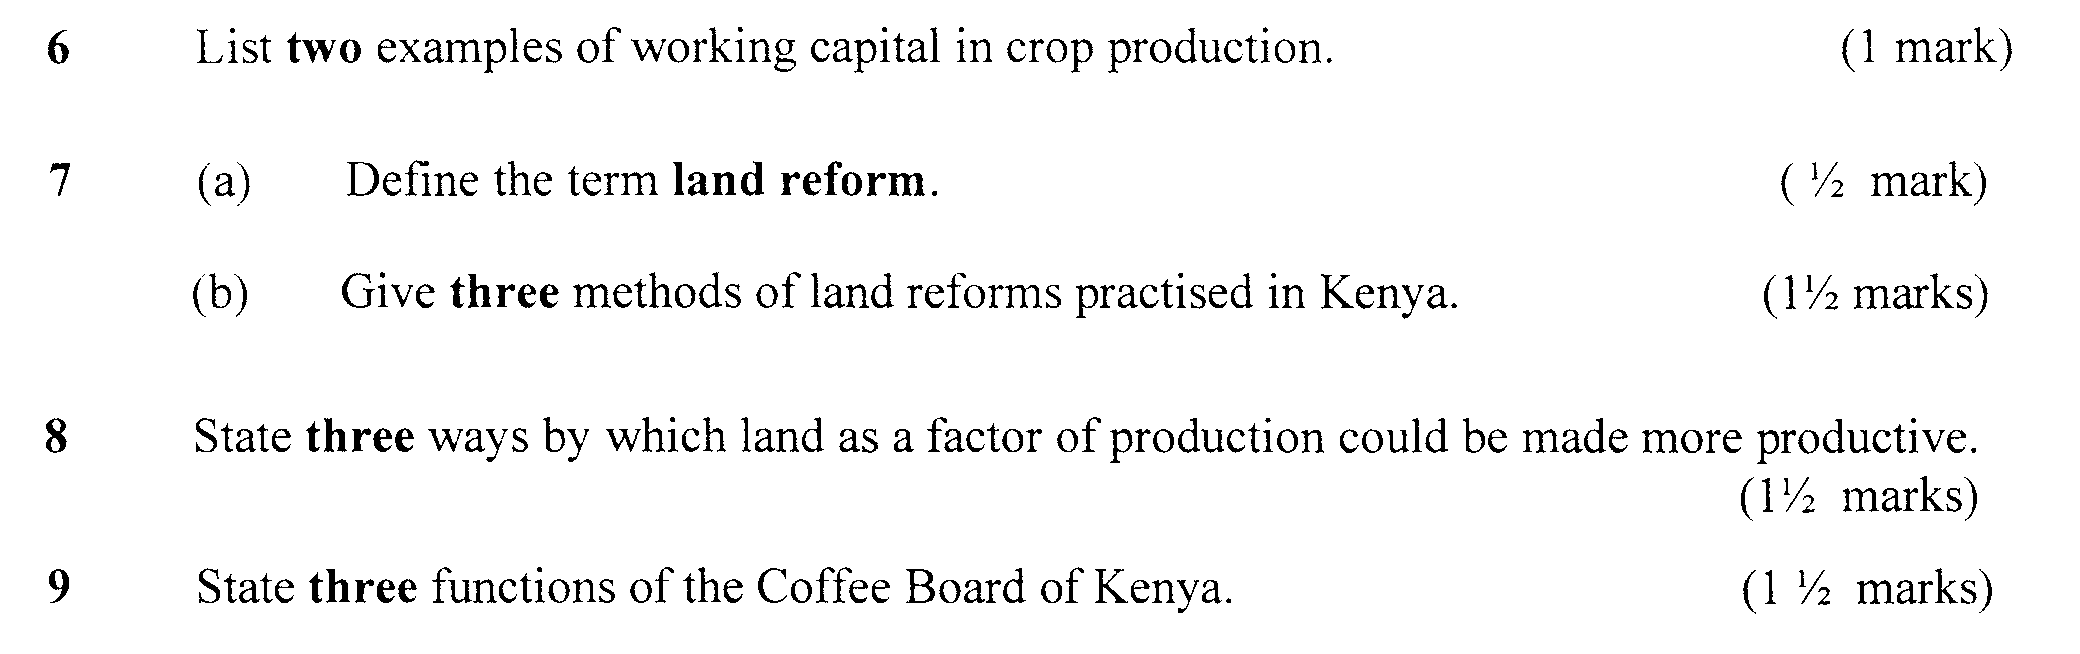 6 List two examples of working capital in crop production. (1 mark)
7 (a) Define the term land reform. ( ½ mark)
(b) Give three methods of land reforms practised in Kenya. (1½ marks)
8 State three ways by which land as a factor of production could be made more productive.
(1½ marks)
9 State three functions of the Coffee Board of Kenya. (1 ½ marks)